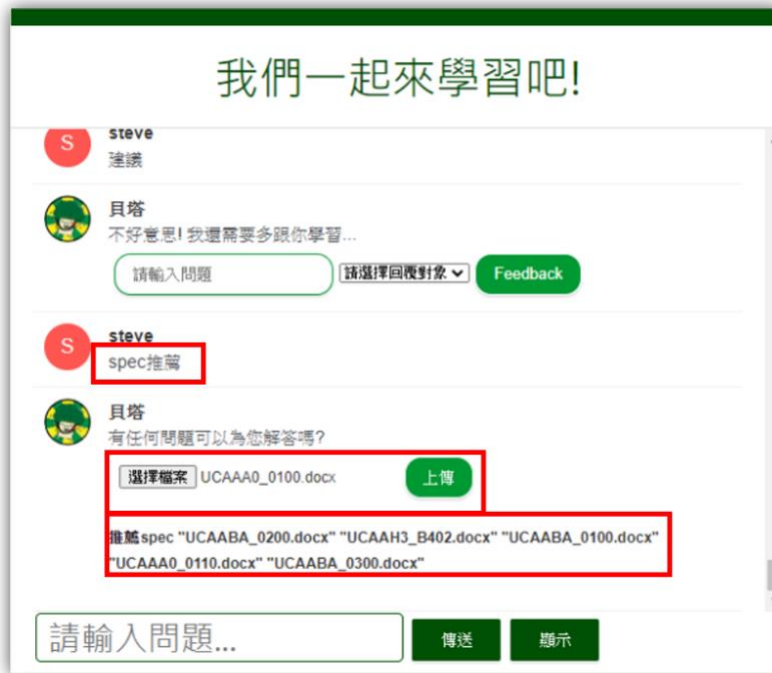 我們一起來學習吧!
S
steve
建議
貝塔
不好意思! 我還需要多跟你學習...
請輸入問題
請選擇回覆對象
Feedback
S
steve
spec推薦
貝塔
有任何問題可以為您解答嗎?
選擇檔案 UCAAA0_0100.docx
上傳
推薦spec "UCAABA_0200.docx" "UCAAH3_B402.docx" "UCAABA_0100.docx"
"UCAAA0_0110.docx" "UCAABA_0300.docx"
請輸入問題...
傳送
顯示